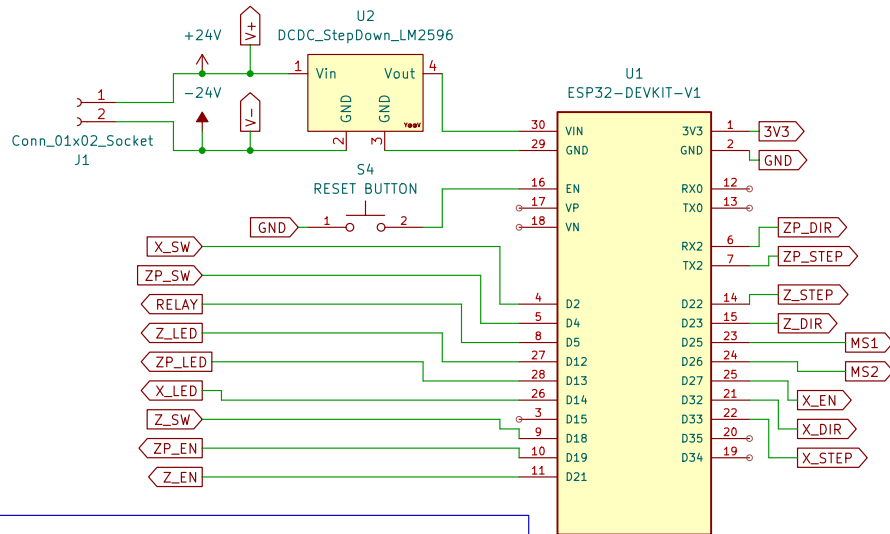 U2
DCDC_StepDown_LM2596
+24V
V+
1 Vin Vout 4
GND GND
YOOV
2 3
-24V
V-
1
2
Conn_01x02_Socket
J1
U1
ESP32-DEVKIT-V1
30 VIN 3V3 1 3V3
29 GND GND 2 GND
S4
RESET BUTTON
GND 1 2
16 EN RX0 12
17 VP TX0 13
18 VN
RX2 6 ZP_DIR
TX2 7 ZP_STEP
X_SW 4 D2 D22 14 Z_STEP
ZP_SW 5 D4 D23 15 Z_DIR
RELAY 8 D5 D25 23 MS1
Z_LED 27 D12 D26 24 MS2
ZP_LED 28 D13 D27 25 X_EN
X_LED 26 D14 D32 21 X_DIR
3 D15 D33 22 X_STEP
Z_SW 9 D18 D35 20
ZP_EN 10 D19 D34 19
Z_EN 11 D21